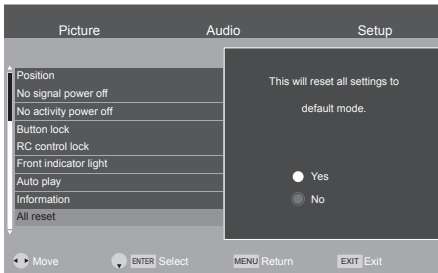 Picture Audio Setup
Position
No signal power off
No activity power off
Button lock
RC control lock
Front indicator light
Auto play
Information
All reset
This will reset all settings to
default mode.
Yes
No
Move ENTER Select MENU Return EXIT Exit